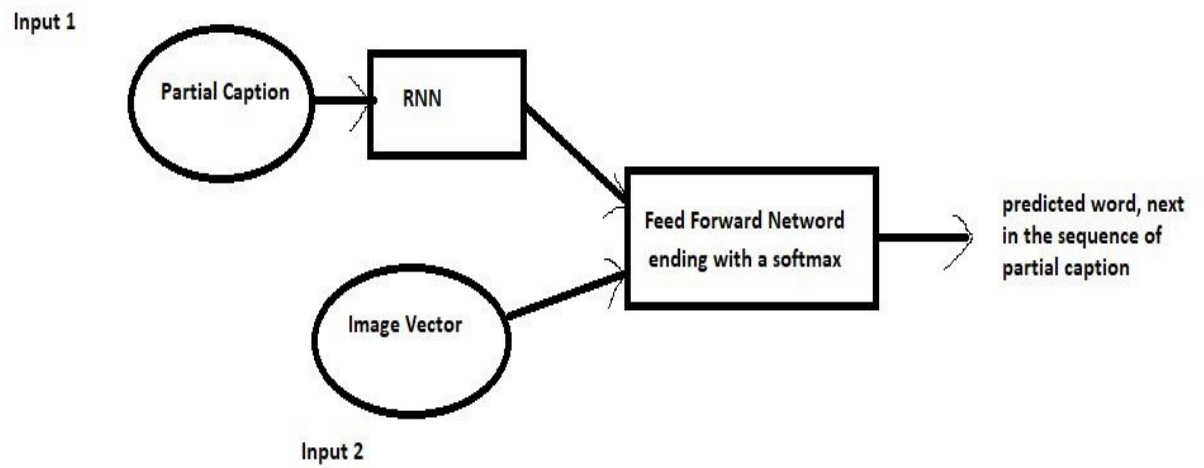 Input 1
Partial Caption
RNN
Feed Forward Netword
ending with a softmax
predicted word, next
in the sequence of
partial caption
Image Vector
Input 2